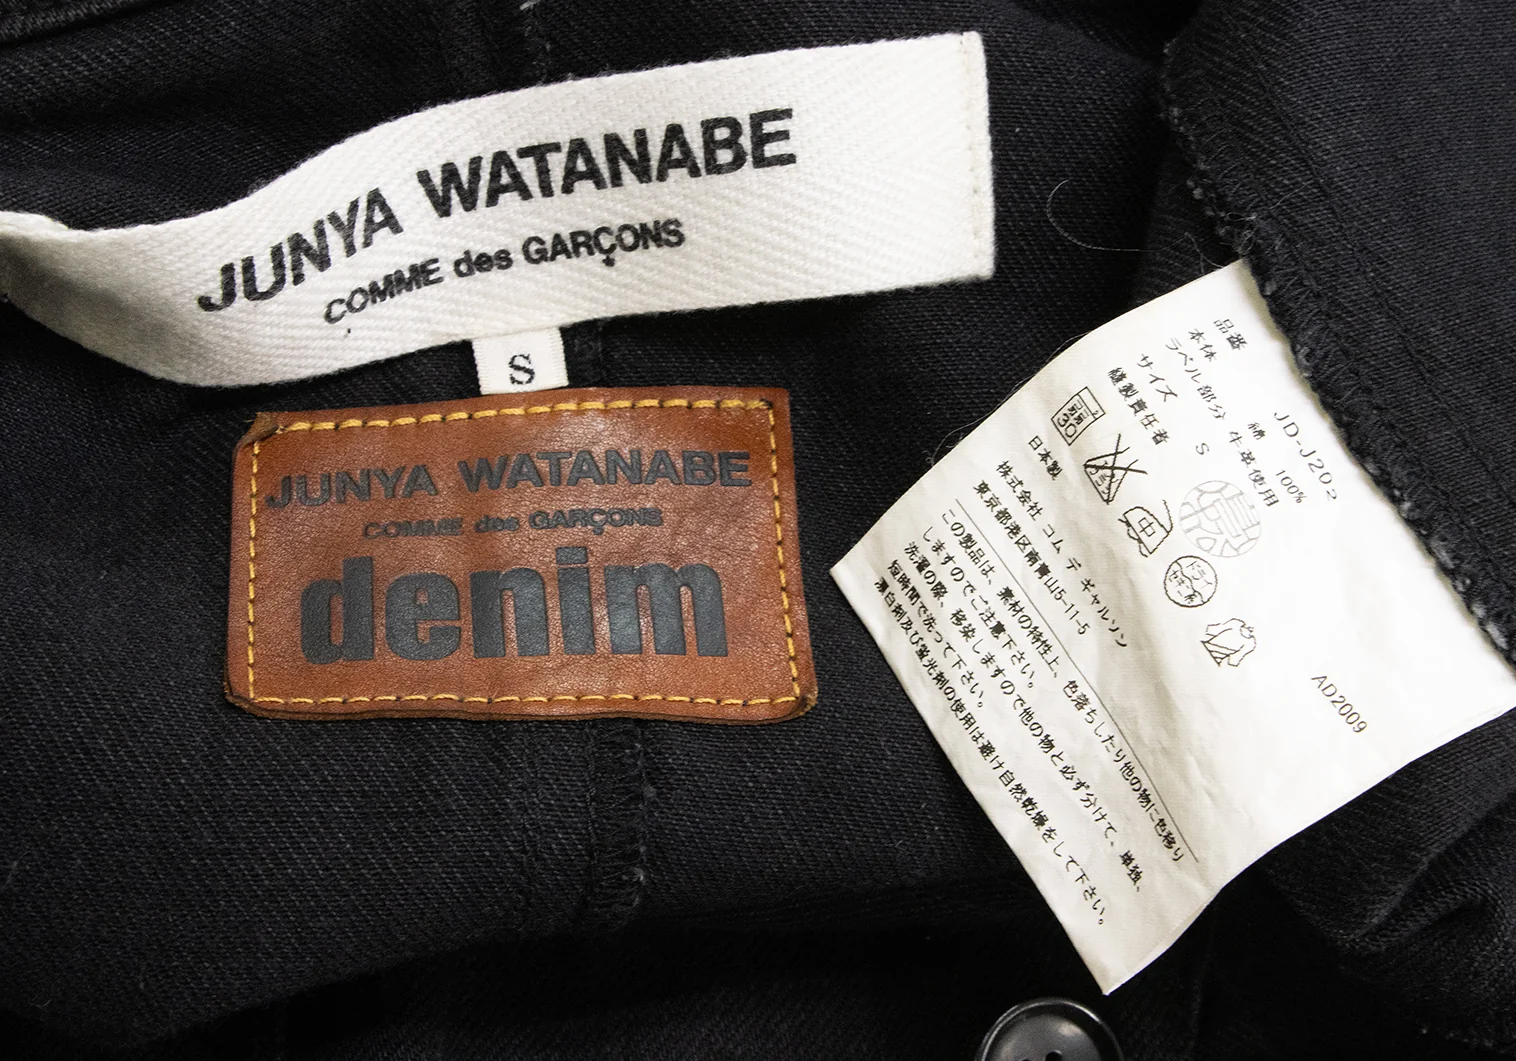 JUNYA WATANABE
COMME des GARÇONS
S
JUNYA WATANABE
COMME des GARÇONS
denim
品番 JD-J202
本体 綿 100%
ラベル部分 牛革使用
サイズ S
縫製責任者
30
日本製
株式会社 コム デ ギャルソン
東京都港区南青山5-11-5
この製品は、素材の特性上、色落ちしたり他の物に色移り
しますのでご注意下さい。
洗濯の際、移染しますので他の物と必ず分けて、単独、
短時間で洗って下さい。
漂白剤及び蛍光剤の使用は避け自然乾燥をして下さい。
AD2009